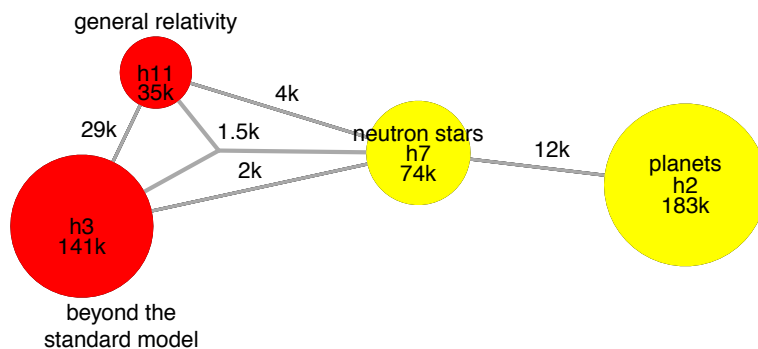 general relativity
h11
35k
4k
29k
1.5k
neutron stars
h7
74k
2k
12k
planets
h2
183k
h3
141k
beyond the
standard model